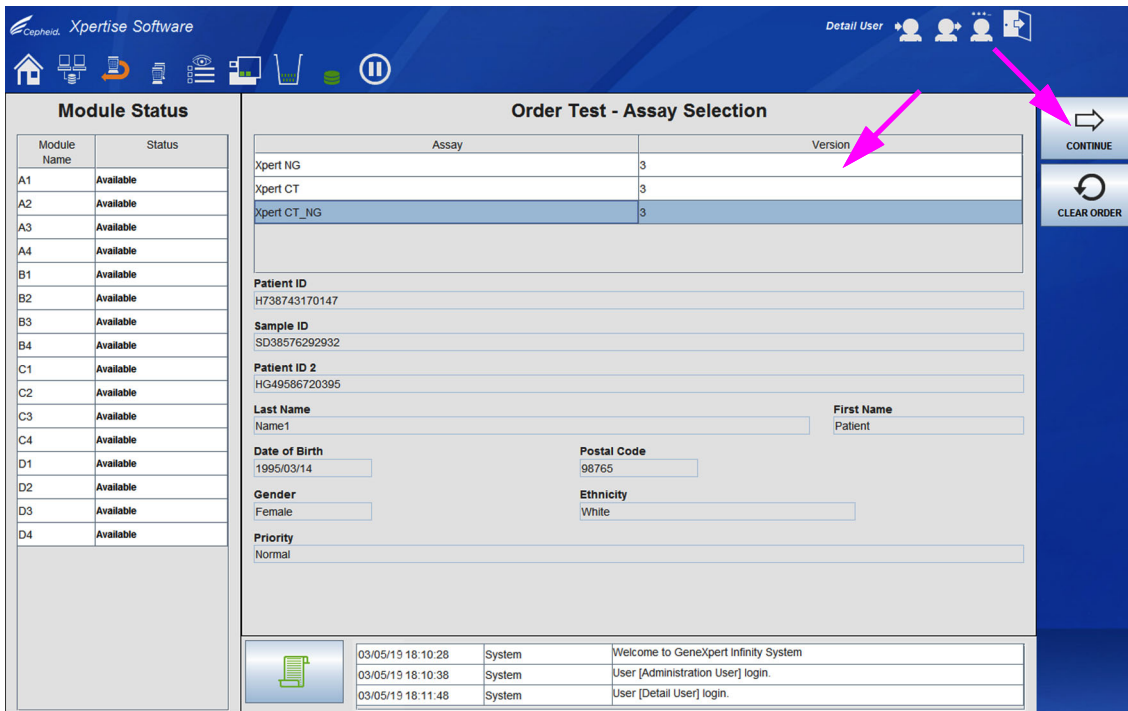 Cepheid. Xpertise Software
Detail User
Module Status
Module Name Status
A1 Available
A2 Available
A3 Available
A4 Available
B1 Available
B2 Available
B3 Available
B4 Available
C1 Available
C2 Available
C3 Available
C4 Available
D1 Available
D2 Available
D3 Available
D4 Available
Order Test - Assay Selection
Assay Version
Xpert NG 3
Xpert CT 3
Xpert CT_NG 3
Patient ID
H738743170147
Sample ID
SD38576292932
Patient ID 2
HG49586720395
Last Name First Name
Name1 Patient
Date of Birth Postal Code
1995/03/14 98765
Gender Ethnicity
Female White
Priority
Normal
03/05/19 18:10:28 System Welcome to GeneXpert Infinity System
03/05/19 18:10:38 System User [Administration User] login.
03/05/19 18:11:48 System User [Detail User] login.
CONTINUE
CLEAR ORDER